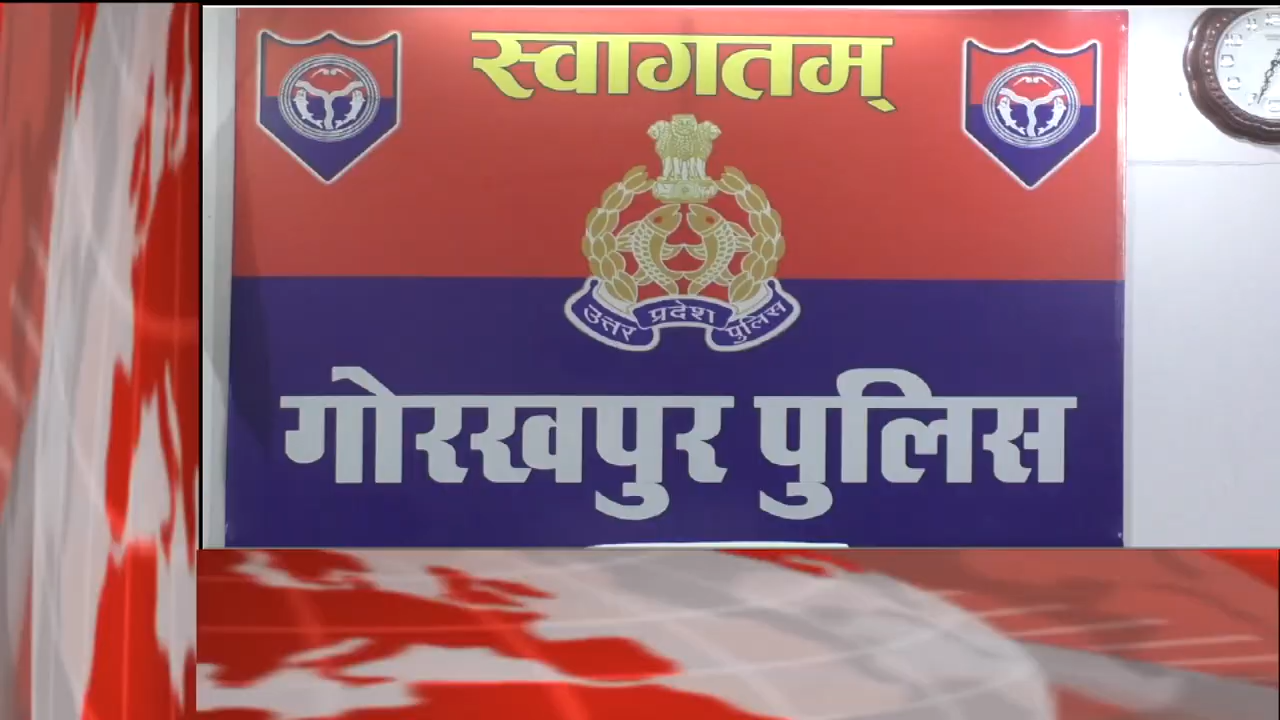 स्वागतम्
उत्तर प्रदेश पुलिस
गोरखपुर पुलिस